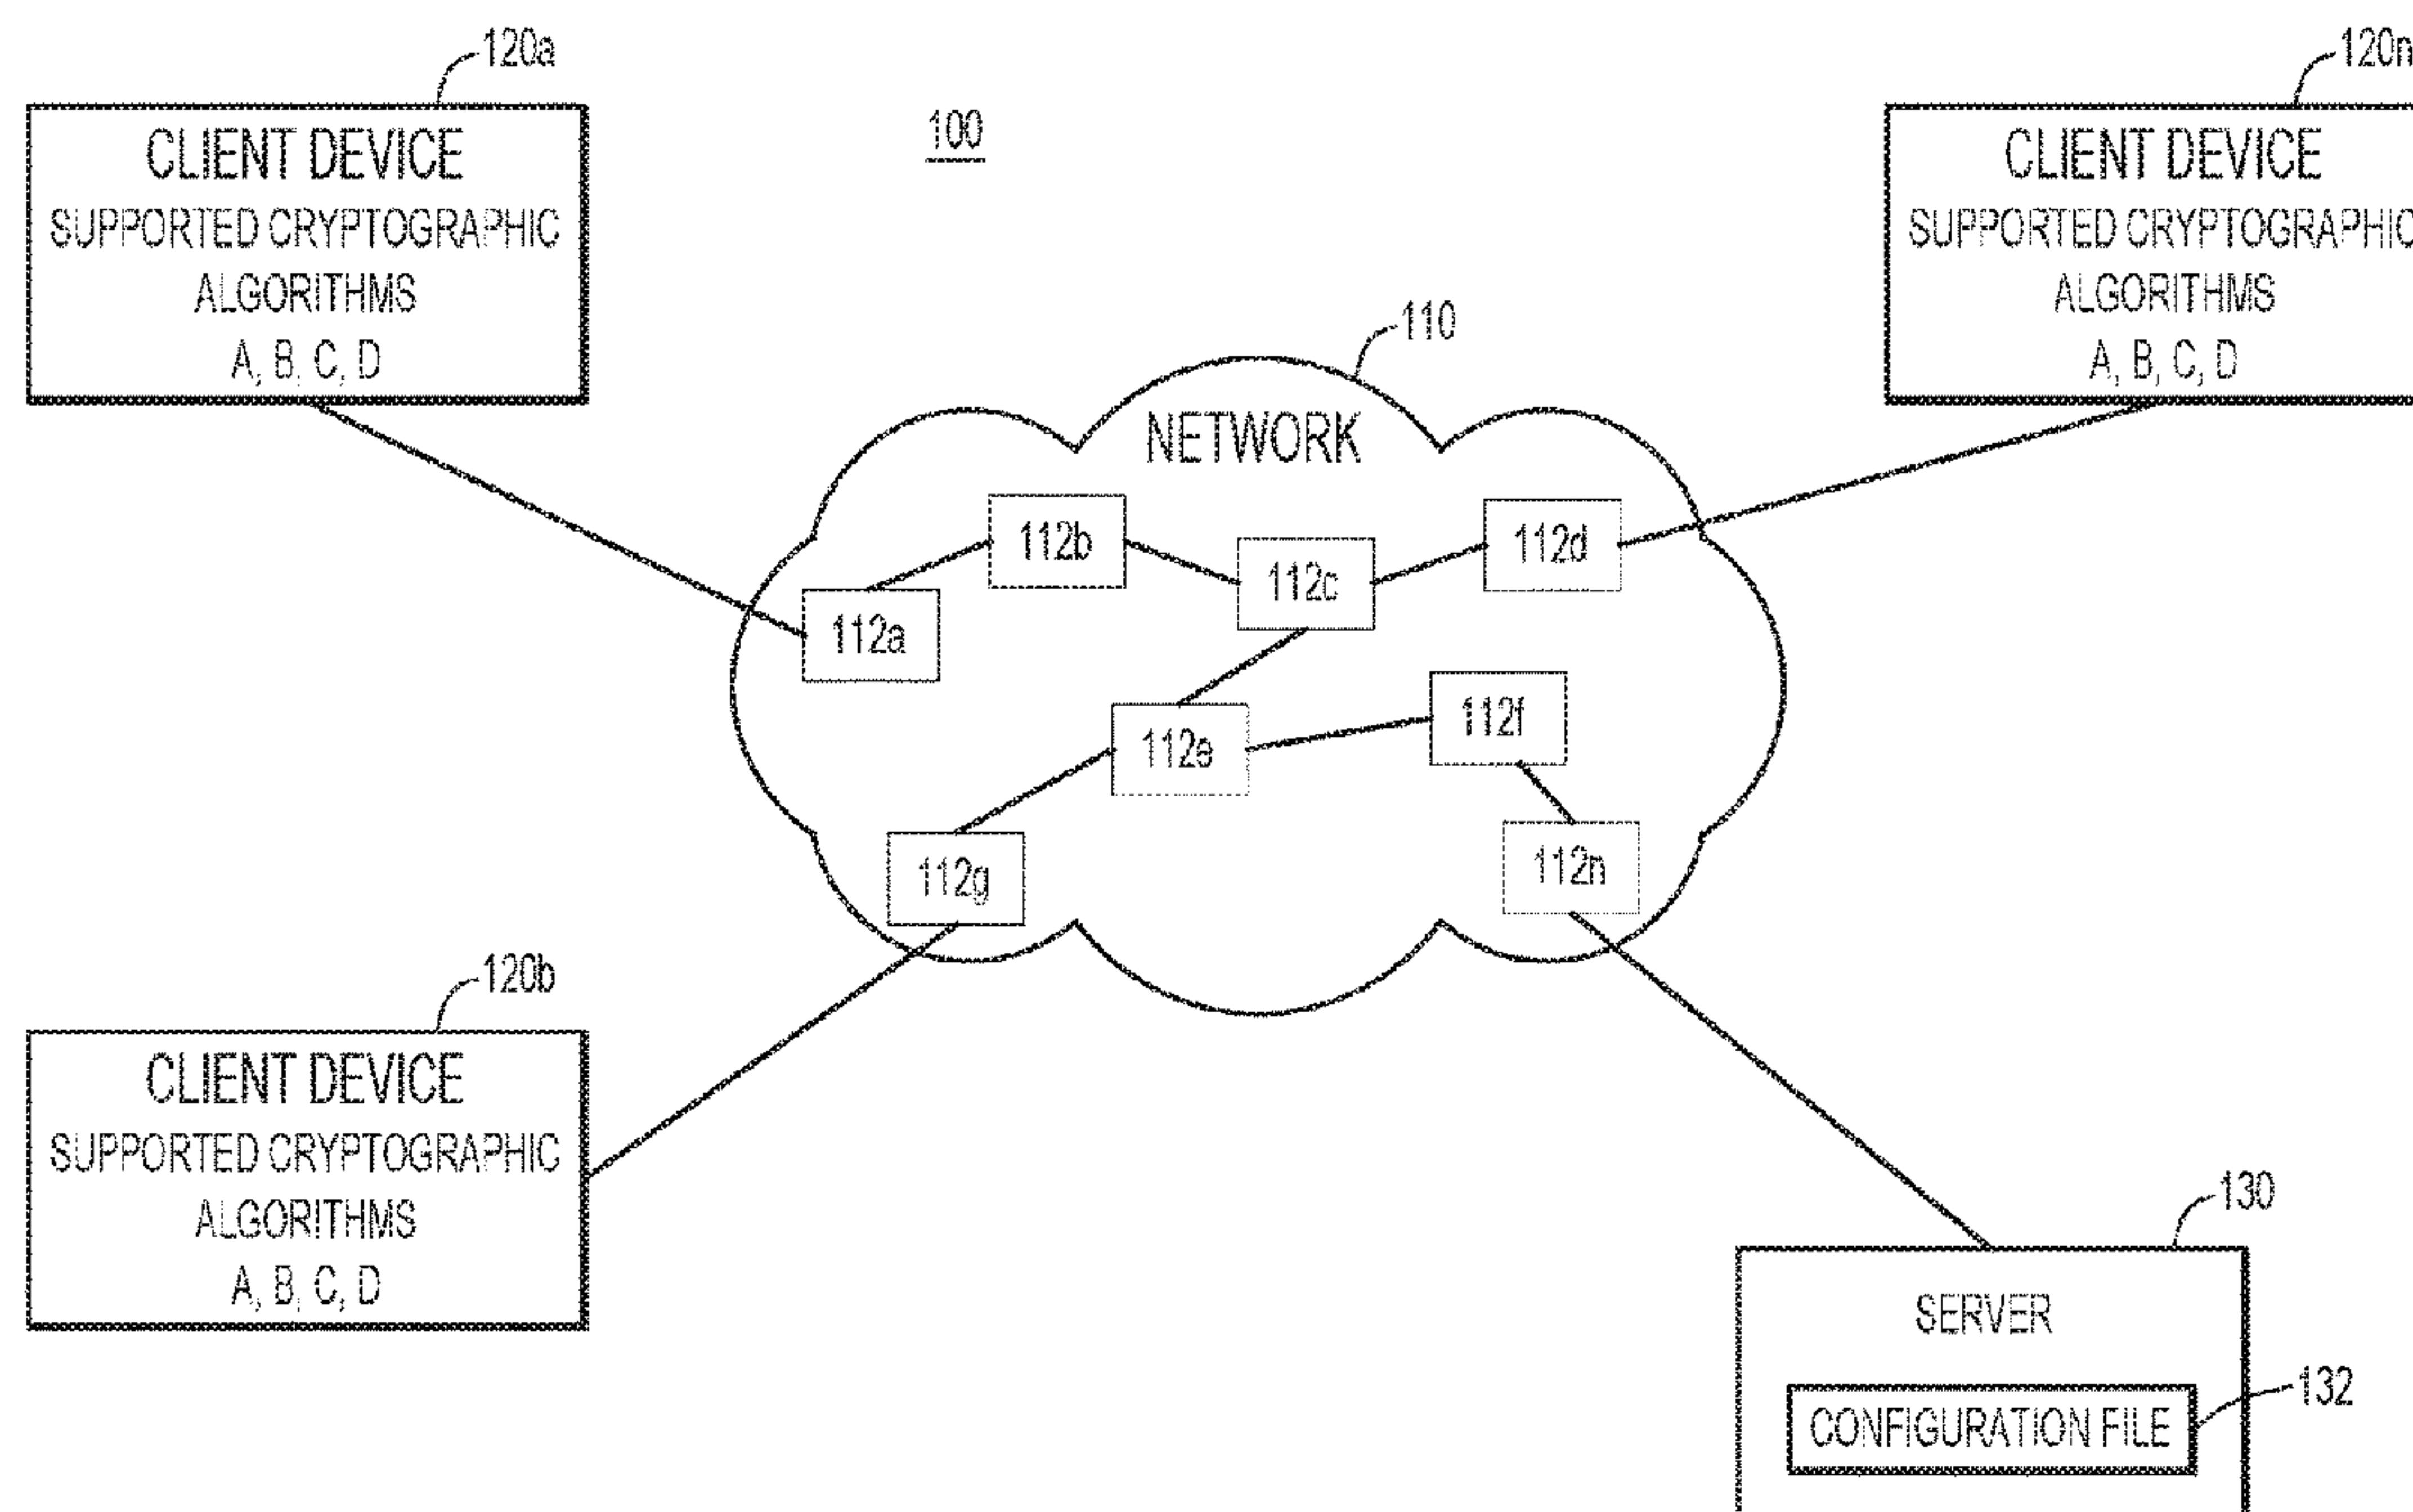 120a
120n
100
CLIENT DEVICE
SUPPORTED CRYPTOGRAPHIC
ALGORITHMS
A, B, C, D
CLIENT DEVICE
SUPPORTED CRYPTOGRAPHIC
ALGORITHMS
A, B, C, D
110
NETWORK
112b
112d
112c
112a
112f
112e
112g
112n
120b
CLIENT DEVICE
SUPPORTED CRYPTOGRAPHIC
ALGORITHMS
A, B, C, D
130
SERVER
132
CONFIGURATION FILE